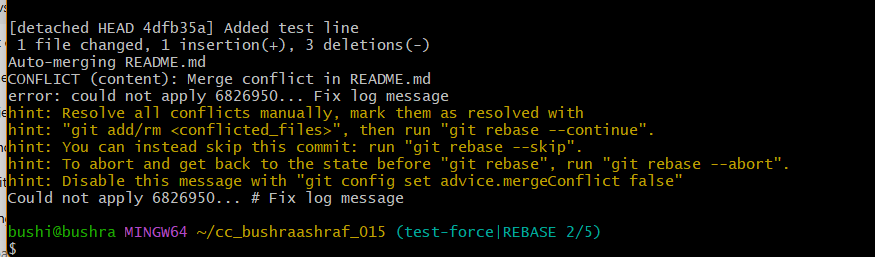 [detached HEAD 4dfb35a] Added test line
 1 file changed, 1 insertion(+), 3 deletions(-)
Auto-merging README.md
CONFLICT (content): Merge conflict in README.md
error: could not apply 6826950... Fix log message
hint: Resolve all conflicts manually, mark them as resolved with
hint: "git add/rm <conflicted_files>", then run "git rebase --continue".
hint: You can instead skip this commit: run "git rebase --skip".
hint: To abort and get back to the state before "git rebase", run "git rebase --abort".
hint: Disable this message with "git config set advice.mergeConflict false"
Could not apply 6826950... # Fix log message
bushi@bushra MINGW64 ~/cc_bushraashraf_015 (test-force|REBASE 2/5)
$